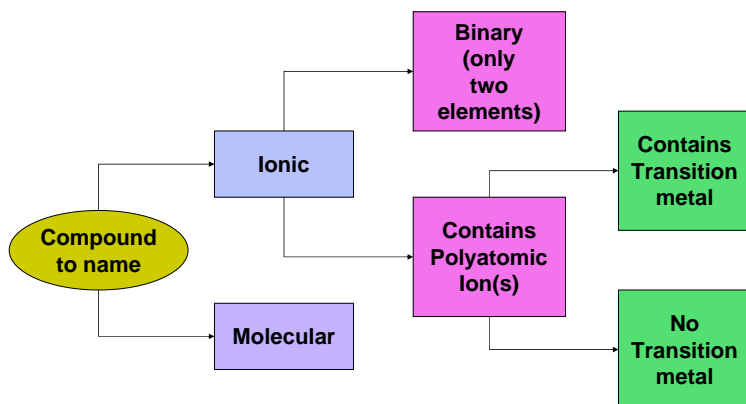 Binary
(only
two
elements)
Contains
Transition
metal
Ionic
Contains
Polyatomic
Ion(s)
Compound
to name
Molecular
No
Transition
metal